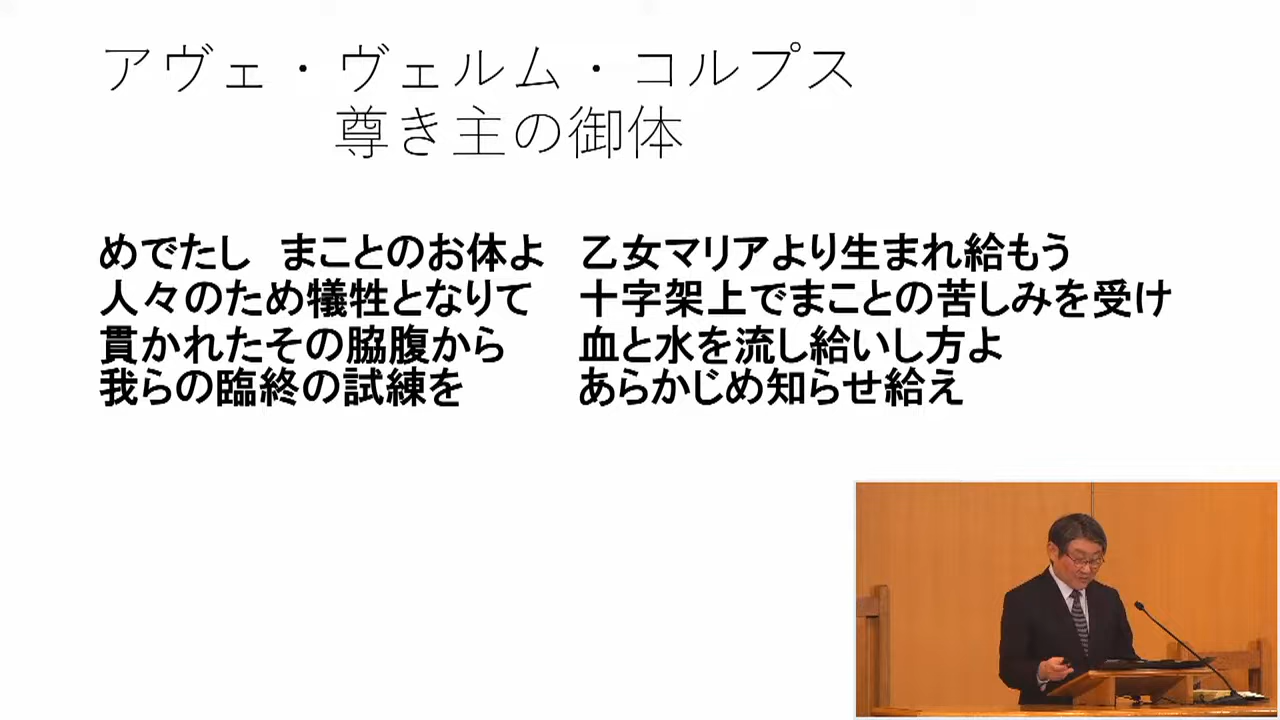 アヴェ・ヴェルム・コルプス
尊き主の御体
めでたし　まことのお体よ　乙女マリアより生まれ給もう
人々のため犠牲となりて　十字架上でまことの苦しみを受け
貫かれたその脇腹から　血と水を流し給いし方よ
我らの臨終の試練を　あらかじめ知らせ給え